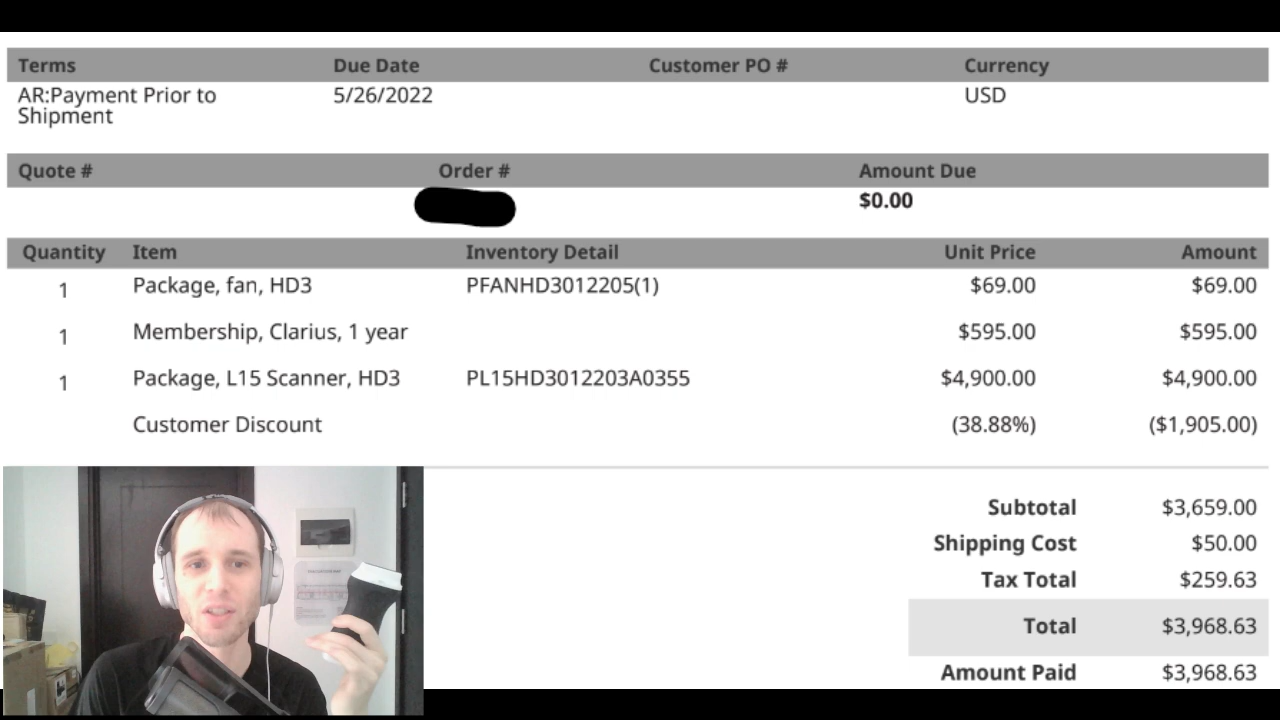 Terms Due Date Customer PO # Currency
AR:Payment Prior to 5/26/2022 USD
Shipment
Quote # Order # Amount Due
$0.00
Quantity Item Inventory Detail Unit Price Amount
1 Package, fan, HD3 PFANHD3012205(1) $69.00 $69.00
1 Membership, Clarius, 1 year $595.00 $595.00
1 Package, L15 Scanner, HD3 PL15HD3012203A0355 $4,900.00 $4,900.00
Customer Discount (38.88%) ($1,905.00)
Subtotal $3,659.00
Shipping Cost $50.00
Tax Total $259.63
Total $3,968.63
Amount Paid $3,968.63